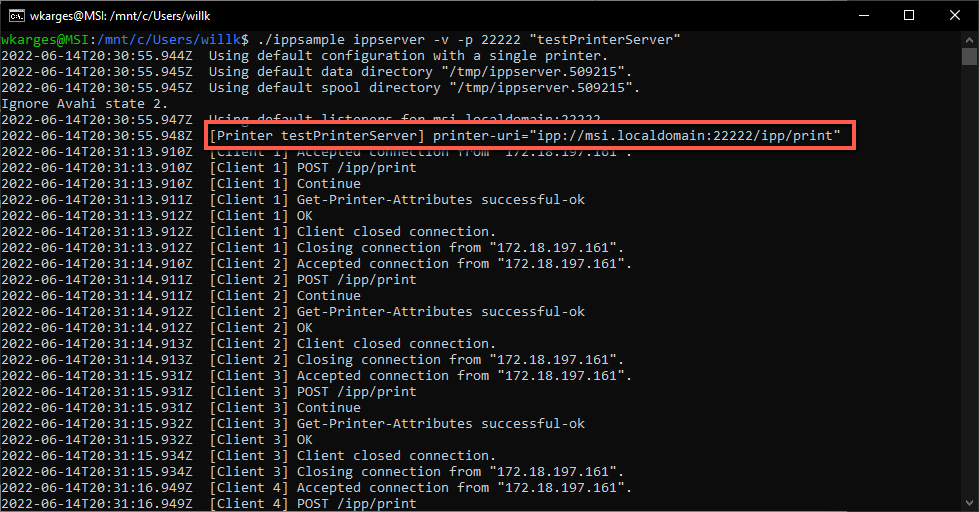 wkarges@MSI: /mnt/c/Users/willk
wkarges@MSI:/mnt/c/Users/willk$ ./ippsample ippserver -v -p 22222 "testPrinterServer"
2022-06-14T20:30:55.944Z  Using default configuration with a single printer.
2022-06-14T20:30:55.945Z  Using default data directory "/tmp/ippserver.509215".
2022-06-14T20:30:55.945Z  Using default spool directory "/tmp/ippserver.509215".
Ignore Avahi state 2.
2022-06-14T20:30:55.947Z  Using default listeners for msi.localdomain:22222.
2022-06-14T20:30:55.948Z  [Printer testPrinterServer] printer-uri="ipp://msi.localdomain:22222/ipp/print"
2022-06-14T20:31:13.910Z  [Client 1] Accepted connection from "172.18.197.161".
2022-06-14T20:31:13.910Z  [Client 1] POST /ipp/print
2022-06-14T20:31:13.910Z  [Client 1] Continue
2022-06-14T20:31:13.911Z  [Client 1] Get-Printer-Attributes successful-ok
2022-06-14T20:31:13.911Z  [Client 1] OK
2022-06-14T20:31:13.912Z  [Client 1] Client closed connection.
2022-06-14T20:31:13.912Z  [Client 1] Closing connection from "172.18.197.161".
2022-06-14T20:31:14.910Z  [Client 2] Accepted connection from "172.18.197.161".
2022-06-14T20:31:14.911Z  [Client 2] POST /ipp/print
2022-06-14T20:31:14.911Z  [Client 2] Continue
2022-06-14T20:31:14.912Z  [Client 2] Get-Printer-Attributes successful-ok
2022-06-14T20:31:14.912Z  [Client 2] OK
2022-06-14T20:31:14.913Z  [Client 2] Client closed connection.
2022-06-14T20:31:14.913Z  [Client 2] Closing connection from "172.18.197.161".
2022-06-14T20:31:15.931Z  [Client 3] Accepted connection from "172.18.197.161".
2022-06-14T20:31:15.931Z  [Client 3] POST /ipp/print
2022-06-14T20:31:15.931Z  [Client 3] Continue
2022-06-14T20:31:15.932Z  [Client 3] Get-Printer-Attributes successful-ok
2022-06-14T20:31:15.932Z  [Client 3] OK
2022-06-14T20:31:15.934Z  [Client 3] Client closed connection.
2022-06-14T20:31:15.934Z  [Client 3] Closing connection from "172.18.197.161".
2022-06-14T20:31:16.949Z  [Client 4] Accepted connection from "172.18.197.161".
2022-06-14T20:31:16.949Z  [Client 4] POST /ipp/print